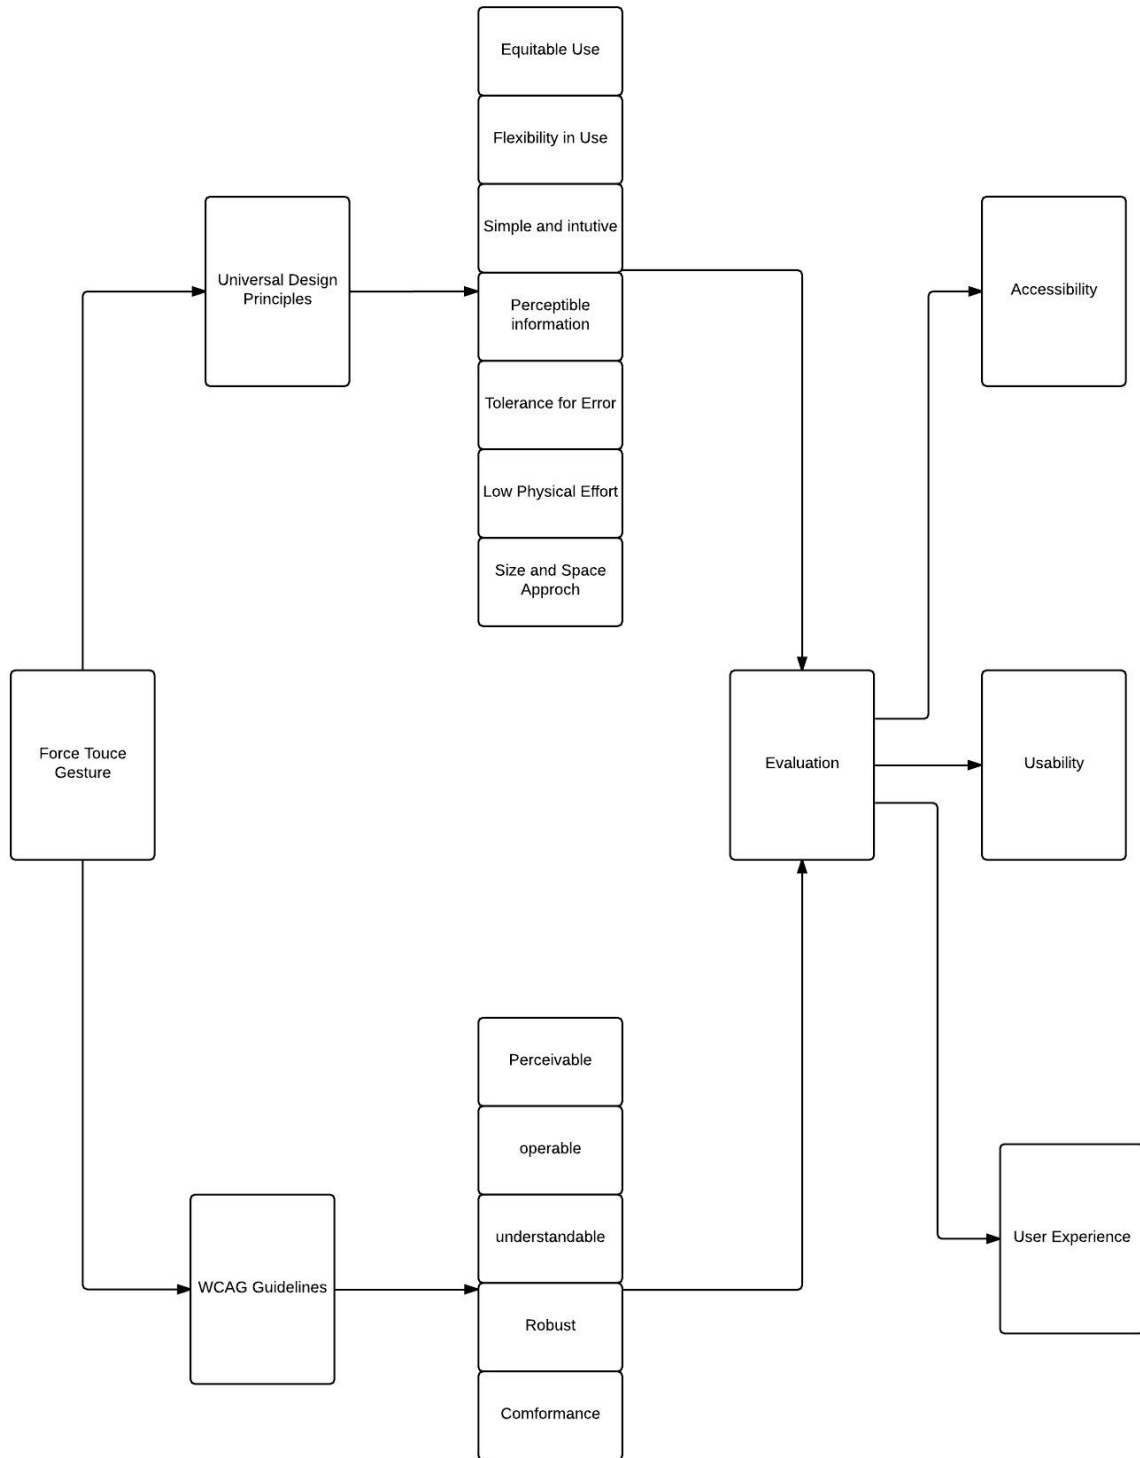 Equitable Use
Flexibility in Use
Simple and intutive
Universal Design
Principles
Perceptible
information
Tolerance for Error
Low Physical Effort
Size and Space
Approch
Accessibility
Force Touce
Gesture
Evaluation
Usability
Perceivable
operable
understandable
WCAG Guidelines
Robust
Comformance
User Experience